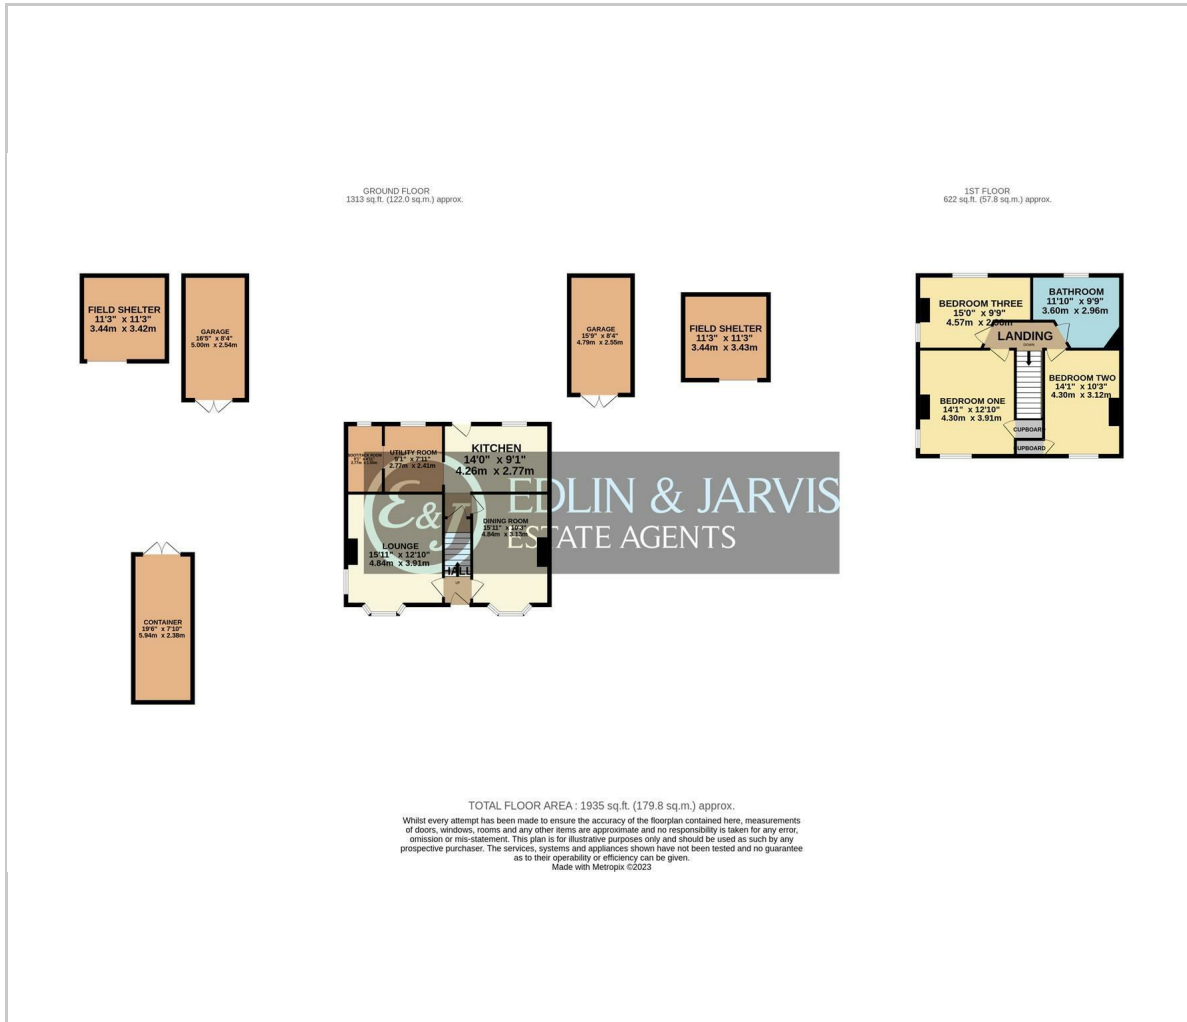 GROUND FLOOR
1313 sq.ft. (122.0 sq.m.) approx.
1ST FLOOR
622 sq.ft. (57.8 sq.m.) approx.
FIELD SHELTER
11'3" x 11'3"
3.44m x 3.42m
GARAGE
16'5" x 8'4"
5.00m x 2.54m
GARAGE
15'9" x 8'4"
4.79m x 2.55m
FIELD SHELTER
11'3" x 11'3"
3.44m x 3.43m
BEDROOM THREE
15'0" x 9'9"
4.57m x
BATHROOM
11'10" x 9'9"
3.60m x 2.96m
LANDING
DOWN
BEDROOM ONE
14'1" x 12'10"
4.30m x 3.91m
BEDROOM TWO
14'1" x 10'3"
4.30m x 3.12m
CUPBOARD
CUPBOARD
UTILITY ROOM
9'1" x 7'11"
2.77m x 2.41m
KITCHEN
14'0" x 9'1"
4.26m x 2.77m
E&J
EDLIN & JARVIS
ESTATE AGENTS
LOUNGE
15'11" x 12'10"
4.84m x 3.91m
DINING ROOM
15'11" x 10'3"
4.84m x 3.13m
HALL
UP
CONTAINER
19'6" x 7'10"
5.94m x 2.38m
TOTAL FLOOR AREA : 1935 sq.ft. (179.8 sq.m.) approx.
Whilst every attempt has been made to ensure the accuracy of the floorplan contained here, measurements
of doors, windows, rooms and any other items are approximate and no responsibility is taken for any error,
omission or mis-statement. This plan is for illustrative purposes only and should be used as such by any
prospective purchaser. The services, systems and appliances shown have not been tested and no guarantee
as to their operability or efficiency can be given.
Made with Metropix ©2023